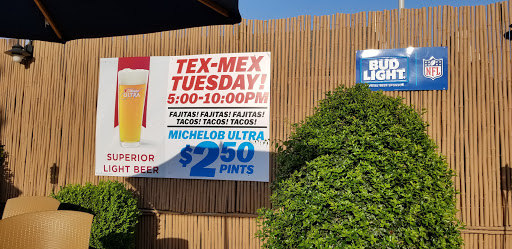 TEX-MEX
TUESDAY!
5:00-10:00PM
FAJITAS! FAJITAS! FAJITAS!
TACOS! TACOS! TACOS!
MICHELOB ULTRA
$2.50
PINTS
ULTRA
SUPERIOR
LIGHT BEER
BUD
LIGHT
NFL